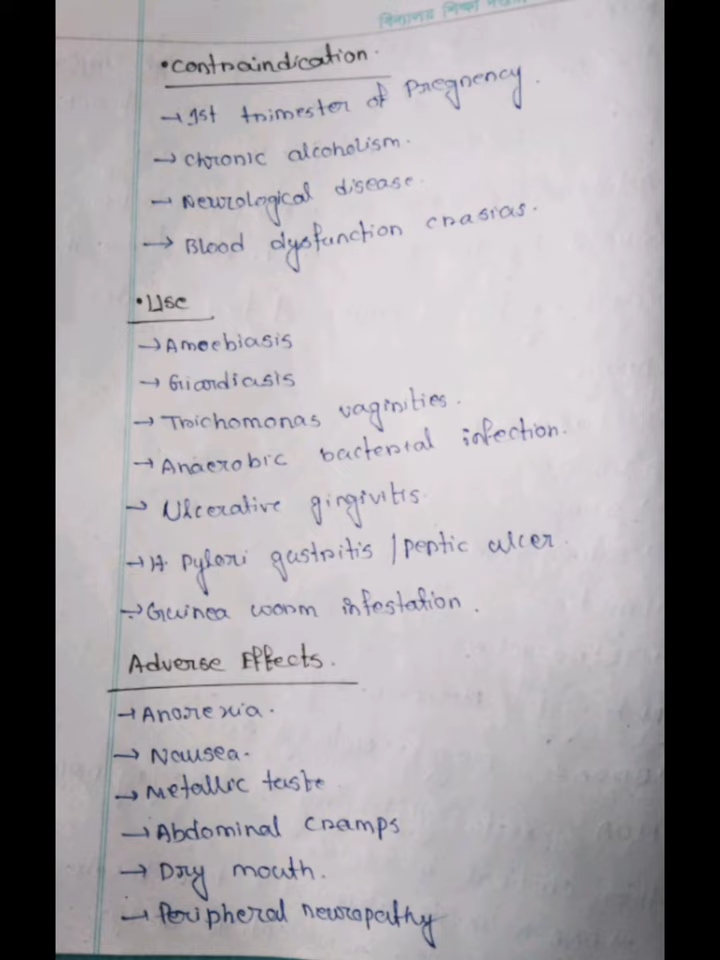 •Contraindication.
→ 1st trimester of Pregnency.
→ Chronic alcoholism.
→ Neurological disease.
→ Blood dysfunction crasias.
•Use
→ Amoebiasis
→ Giardiasis
→ Trichomonas vaginities.
→ Anaerobic bacterial infection.
→ Ulcerative gingivitis.
→ H. Pylori gastritis / Peptic ulcer.
→ Guinea worm infestation.
Adverse Effects.
→ Anorexia.
→ Nausea.
→ Metallic taste
→ Abdominal cramps
→ Dry mouth.
→ Peripheral neuropathy